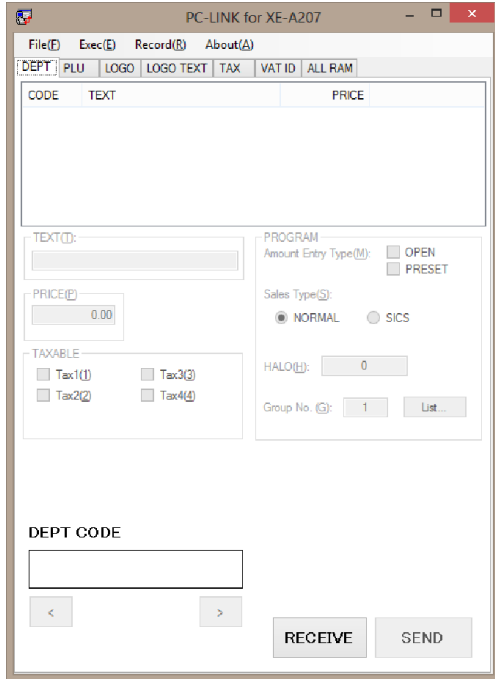 PC-LINK for XE-A207
File(F) Exec(E) Record(R) About(A)
DEPT PLU LOGO LOGO TEXT TAX VAT ID ALL RAM
CODE TEXT PRICE
TEXT(T):
PRICE(P)
0.00
TAXABLE
Tax1(1) Tax3(3)
Tax2(2) Tax4(4)
PROGRAM
Amount Entry Type(M): OPEN
PRESET
Sales Type(S):
NORMAL SICS
HALO(H): 0
Group No. (G): 1 List...
DEPT CODE
< >
RECEIVE SEND